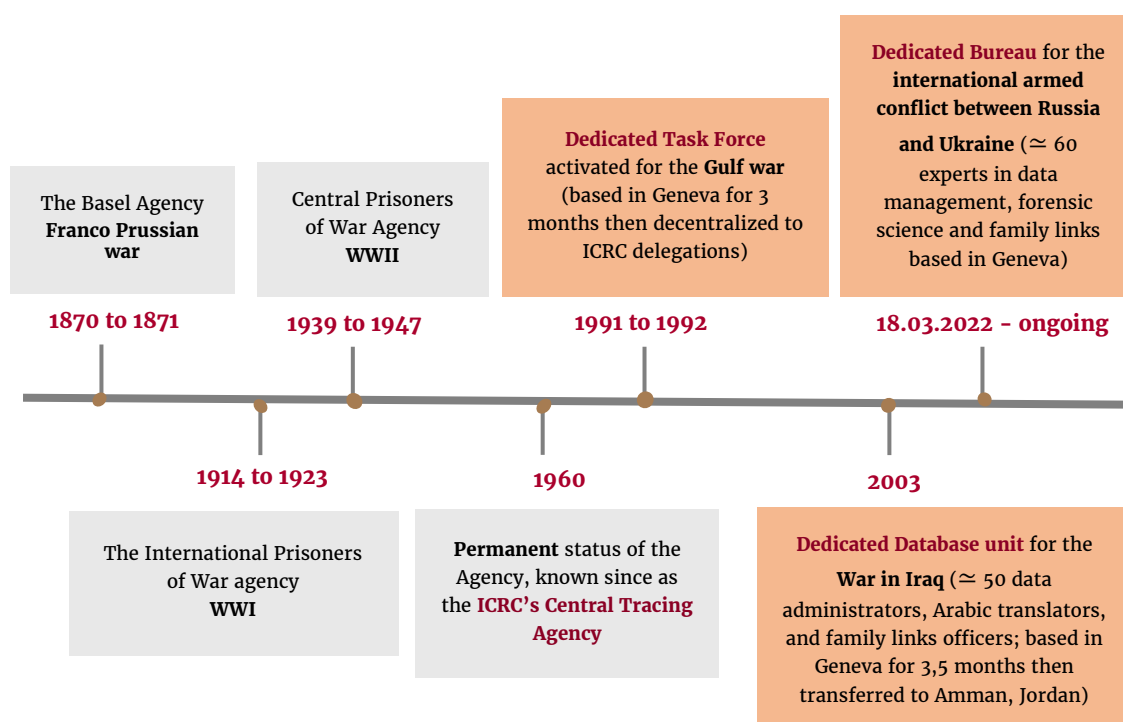 The Basel Agency
Franco Prussian
war
1870 to 1871
The International Prisoners
of War agency
WWI
1914 to 1923
Central Prisoners
of War Agency
WWII
1939 to 1947
1960
Permanent status of the
Agency, known since as
the ICRC’s Central Tracing
Agency
Dedicated Task Force
activated for the Gulf war
(based in Geneva for 3
months then decentralized to
ICRC delegations)
1991 to 1992
2003
Dedicated Database unit for the
War in Iraq (≃ 50 data
administrators, Arabic translators,
and family links officers; based in
Geneva for 3,5 months then
transferred to Amman, Jordan)
Dedicated Bureau for the
international armed
conflict between Russia
and Ukraine (≃ 60
experts in data
management, forensic
science and family links
based in Geneva)
18.03.2022 - ongoing